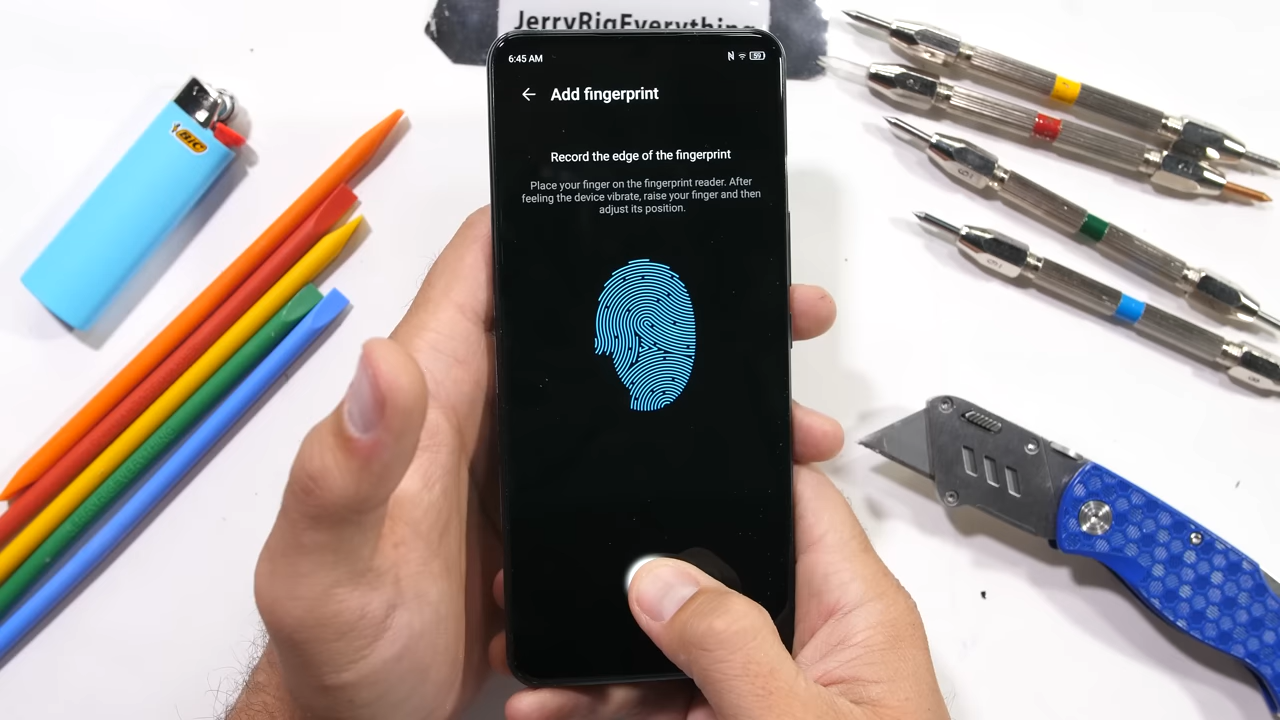 JerryRigEverything
6:45 AM
59
Add fingerprint
Record the edge of the fingerprint
Place your finger on the fingerprint reader. After
feeling the device vibrate, raise your finger and then
adjust its position.
BIC